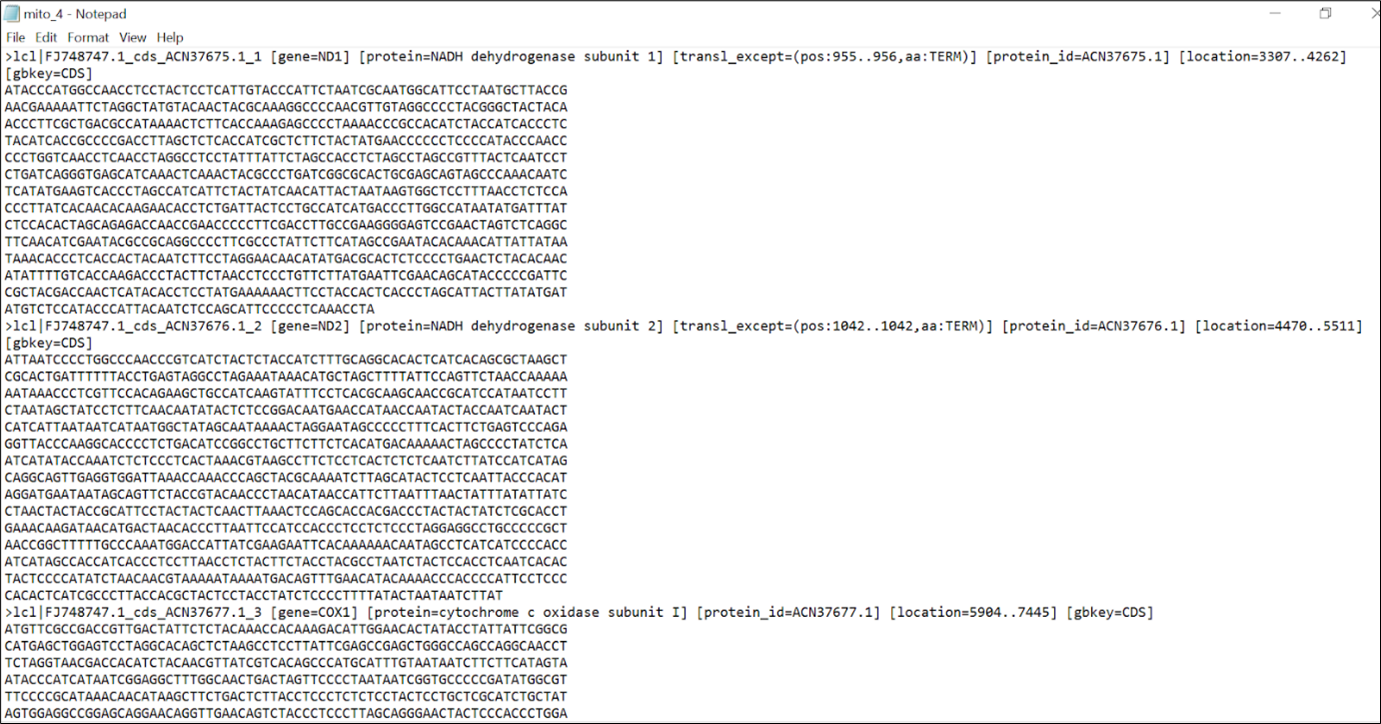 mito_4 - Notepad
File Edit Format View Help
>lcl|FJ748747.1_cds_ACN37675.1_1 [gene=ND1] [protein=NADH dehydrogenase subunit 1] [transl_except=(pos:955..956,aa:TERM)] [protein_id=ACN37675.1] [location=3307..4262]
[gbkey=CDS]
ATACCCATGGCCAACCTCCTACTCCTCATTGTACCCATTCTAATCGCAATGGCATTCCTAATGCTTACCG
AACGAAAAATTCTAGGCTATGTACAACTACGCAAAGGCCCCAACGTTGTAGGCCCCTACGGGCTACTACA
ACCCTTCGCTGACGCCATAAAACTCTTCACCAAAGAGCCCCTAAAACCCGCCACATCTACCATCACCCTC
TACATCACCGCCCCGACCTTAGCTCTCACCATCGCTCTTCTACTATGAACCCCCCTCCCCATACCCAACC
CCCTGGTCAACCTCAACCTAGGCCTCCTATTTATTCTAGCCACCTCTAGCCTAGCCGTTTACTCAATCCT
CTGATCAGGGTGAGCATCAAACTCAAACTACGCCCTGATCGGCGCACTGCGAGCAGTAGCCCAAACAATC
TCATATGAAGTCACCCTAGCCATCATTCTACTATCAACATTACTAATAAGTGGCTCCTTTAACCTCTCCA
CCCTTATCACAACACAAGAACACCTCTGATTACTCCTGCCATCATGACCCTTGGCCATAATATGATTTAT
CTCCACACTAGCAGAGACCAACCGAACCCCCTTCGACCTTGCCGAAGGGGAGTCCGAACTAGTCTCAGGC
TTCAACATCGAATACGCCGCAGGCCCCTTCGCCCTATTCTTCATAGCCGAATACACAAACATTATTATAA
TAAACACCCTCACCACTACAATCTTCCTAGGAACAACATATGACGCACTCTCCCCTGAACTCTACACAAC
ATATTTTGTCACCAAGACCCTACTTCTAACCTCCCTGTTCTTATGAATTCGAACAGCATACCCCCGATTC
CGCTACGACCAACTCATACACCTCCTATGAAAAAACTTCCTACCACTCACCCTAGCATTACTTATATGAT
ATGTCTCCATACCCATTACAATCTCCAGCATTCCCCCTCAAACCTA
>lcl|FJ748747.1_cds_ACN37676.1_2 [gene=ND2] [protein=NADH dehydrogenase subunit 2] [transl_except=(pos:1042..1042,aa:TERM)] [protein_id=ACN37676.1] [location=4470..5511]
[gbkey=CDS]
ATTAATCCCCTGGCCCAACCCGTCATCTACTCTACCATCTTTGCAGGCACACTCATCACAGCGCTAAGCT
CGCACTGATTTTTTACCTGAGTAGGCCTAGAAATAAACATGCTAGCTTTTATTCCAGTTCTAACCAAAAA
AATAAACCCTCGTTCCACAGAAGCTGCCATCAAGTATTTCCTCACGCAAGCAACCGCATCCATAATCCTT
CTAATAGCTATCCTCTTCAACAATATACTCTCCGGACAATGAACCATAACCAATACTACCAATCAATACT
CATCATTAATAATCATAATGGCTATAGCAATAAAACTAGGAATAGCCCCCTTTCACTTCTGAGTCCCAGA
GGTTACCCAAGGCACCCCTCTGACATCCGGCCTGCTTCTTCTCACATGACAAAAACTAGCCCCTATCTCA
ATCATATACCAAATCTCTCCCTCACTAAACGTAAGCCTTCTCCTCACTCTCTCAATCTTATCCATCATAG
CAGGCAGTTGAGGTGGATTAAACCAAACCCAGCTACGCAAAATCTTAGCATACTCCTCAATTACCCACAT
AGGATGAATAATAGCAGTTCTACCGTACAACCCTAACATAACCATTCTTAATTTAACTATTTATATTATC
CTAACTACTACCGCATTCCTACTACTCAACTTAAACTCCAGCACCACGACCCTACTACTATCTCGCACCT
GAAACAAGATAACATGACTAACACCCTTAATTCCATCCACCCTCCTCTCCCTAGGAGGCCTGCCCCCGCT
AACCGGCTTTTTGCCCAAATGGACCATTATCGAAGAATTCACAAAAAACAATAGCCTCATCATCCCCACC
ATCATAGCCACCATCACCCTCCTTAACCTCTACTTCTACCTACGCCTAATCTACTCCACCTCAATCACAC
TACTCCCCATATCTAACAACGTAAAAATAAAATGACAGTTTGAACATACAAAACCCACCCCATTCCTCCC
CACACTCATCGCCCTTACCACGCTACTCCTACCTATCTCCCCTTTTATACTAATAATCTTAT
>lcl|FJ748747.1_cds_ACN37677.1_3 [gene=COX1] [protein=cytochrome c oxidase subunit I] [protein_id=ACN37677.1] [location=5904..7445] [gbkey=CDS]
ATGTTCGCCGACCGTTGACTATTCTCTACAAACCACAAAGACATTGGAACACTATACCTATTATTCGGCG
CATGAGCTGGAGTCCTAGGCACAGCTCTAAGCCTCCTTATTCGAGCCGAGCTGGGCCAGCCAGGCAACCT
TCTAGGTAACGACCACATCTACAACGTTATCGTCACAGCCCATGCATTTGTAATAATCTTCTTCATAGTA
ATACCCATCATAATCGGAGGCTTTGGCAACTGACTAGTTCCCCTAATAATCGGTGCCCCCGATATGGCGT
TTCCCCGCATAAACAACATAAGCTTCTGACTCTTACCTCCCTCTCTCCTACTCCTGCTCGCATCTGCTAT
AGTGGAGGCCGGAGCAGGAACAGGTTGAACAGTCTACCCTCCCTTAGCAGGGAACTACTCCCACCCTGGA